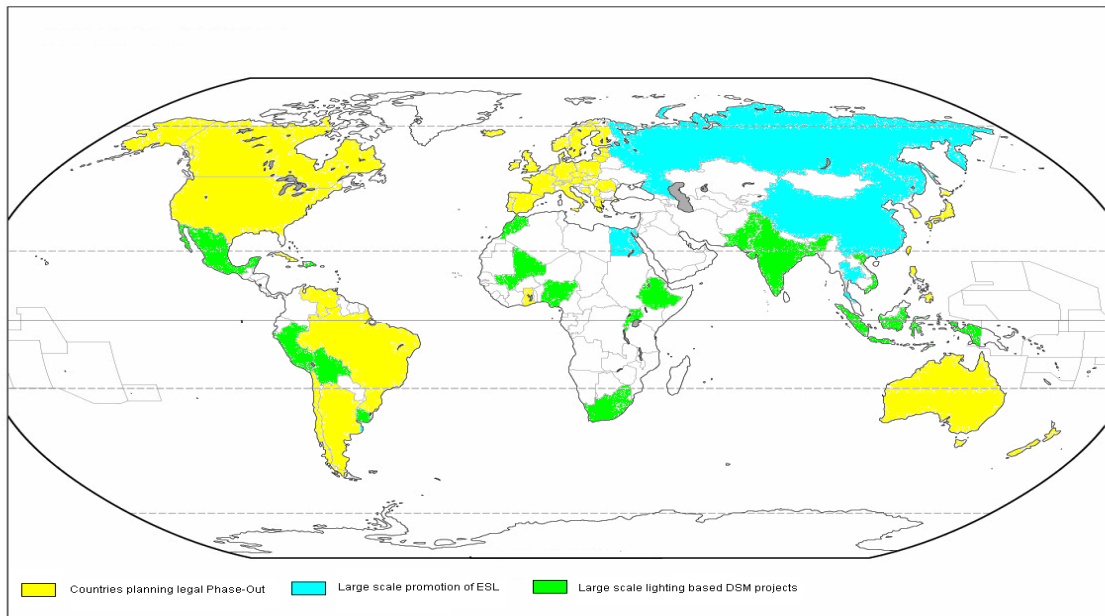 Countries planning legal Phase-Out
Large scale promotion of ESL
Large scale lighting based DSM projects